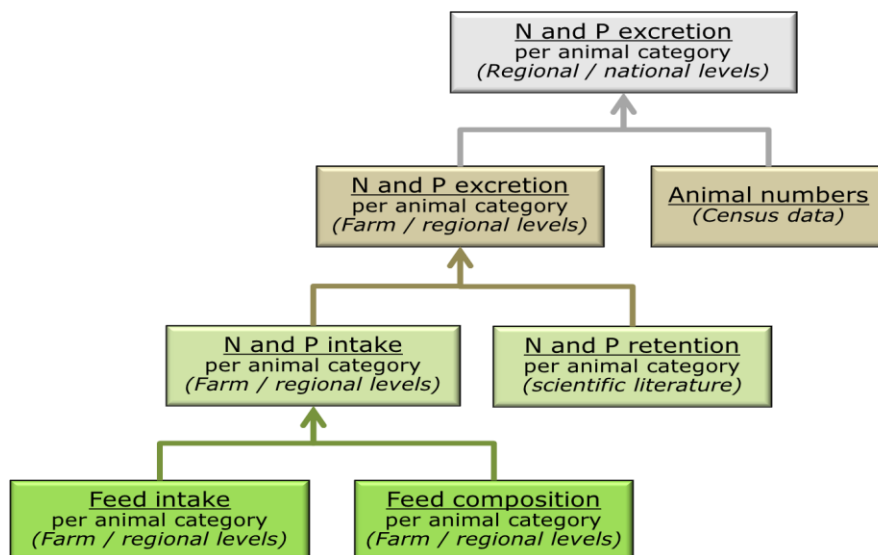 N and P excretion
per animal category
(Regional / national levels)
N and P excretion
per animal category
(Farm / regional levels)
Animal numbers
(Census data)
N and P intake
per animal category
(Farm / regional levels)
N and P retention
per animal category
(scientific literature)
Feed intake
per animal category
(Farm / regional levels)
Feed composition
per animal category
(Farm / regional levels)